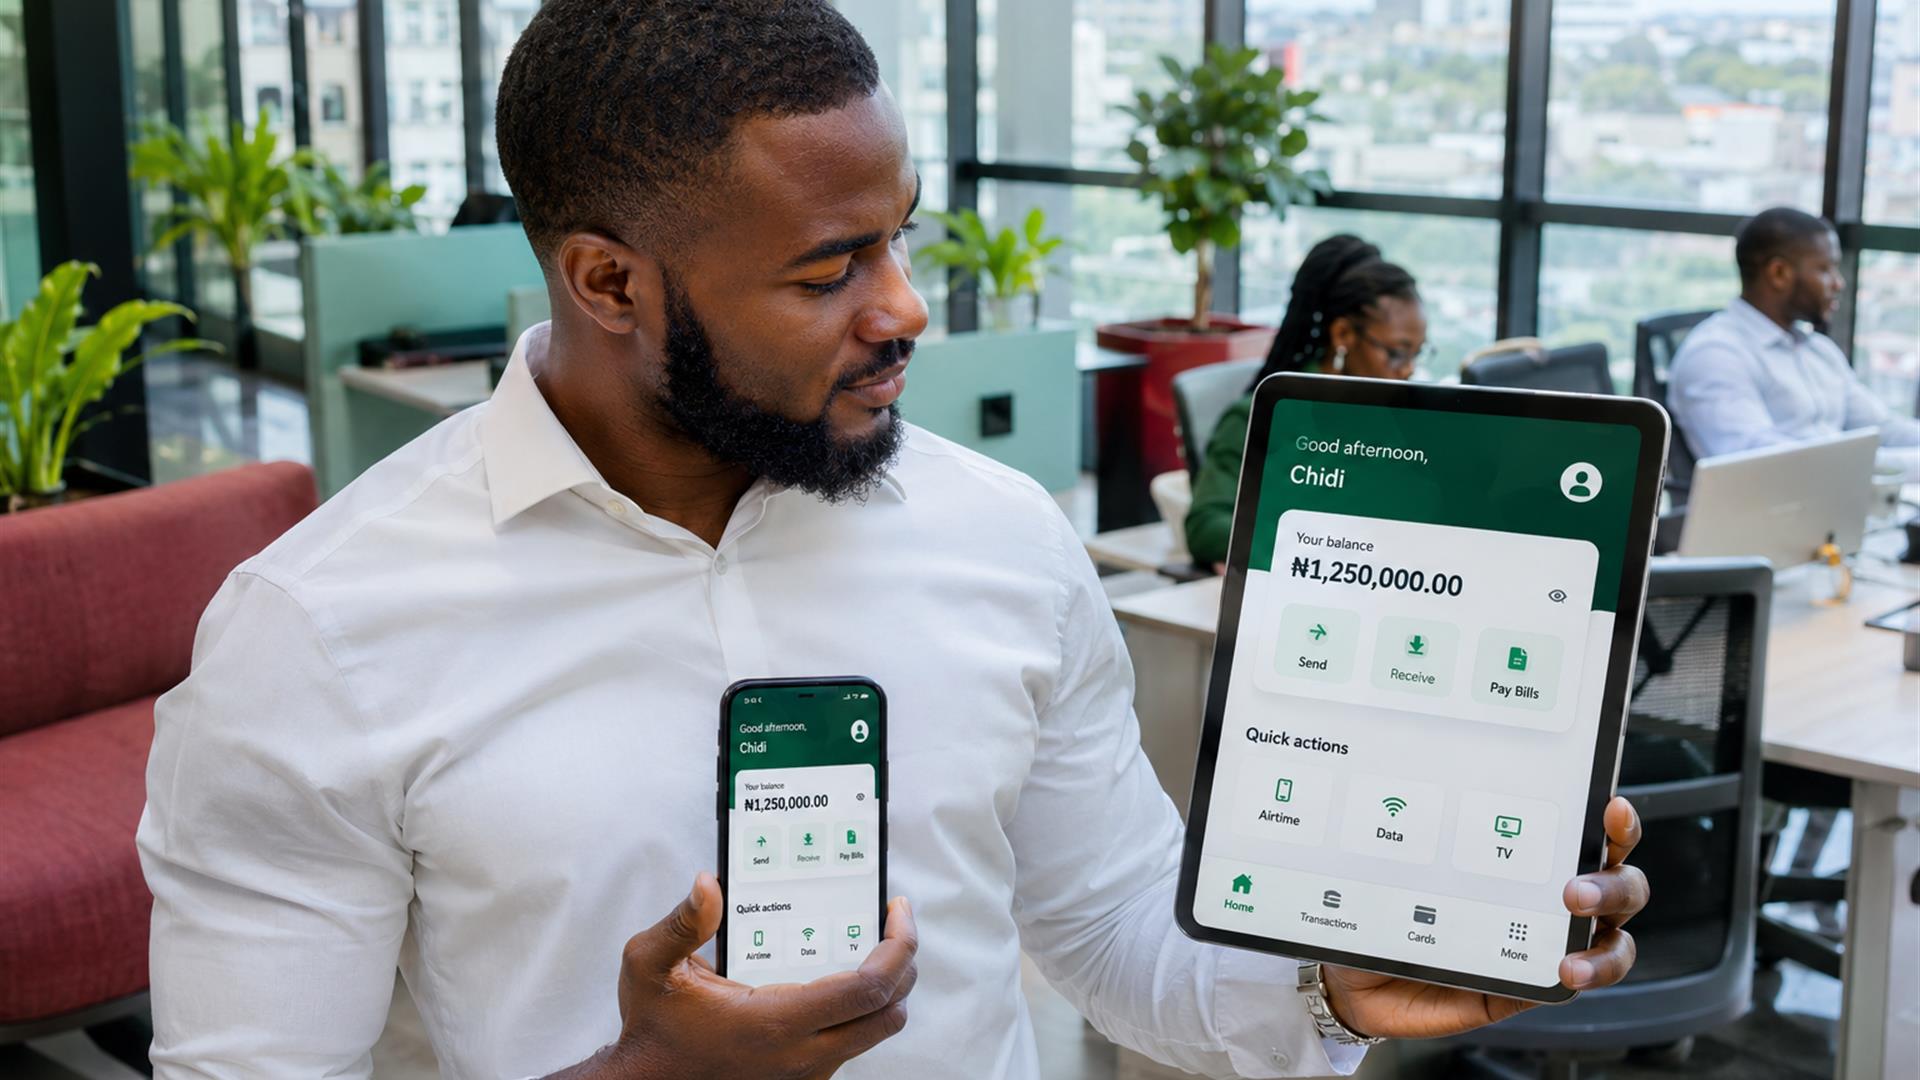 Good afternoon,
Chidi
Your balance
₦1,250,000.00
Send
Receive
Pay Bills
Quick actions
Airtime
Data
TV
Good afternoon,
Chidi
Your balance
₦1,250,000.00
Send
Receive
Pay Bills
Quick actions
Airtime
Data
TV
Home
Transactions
Cards
More